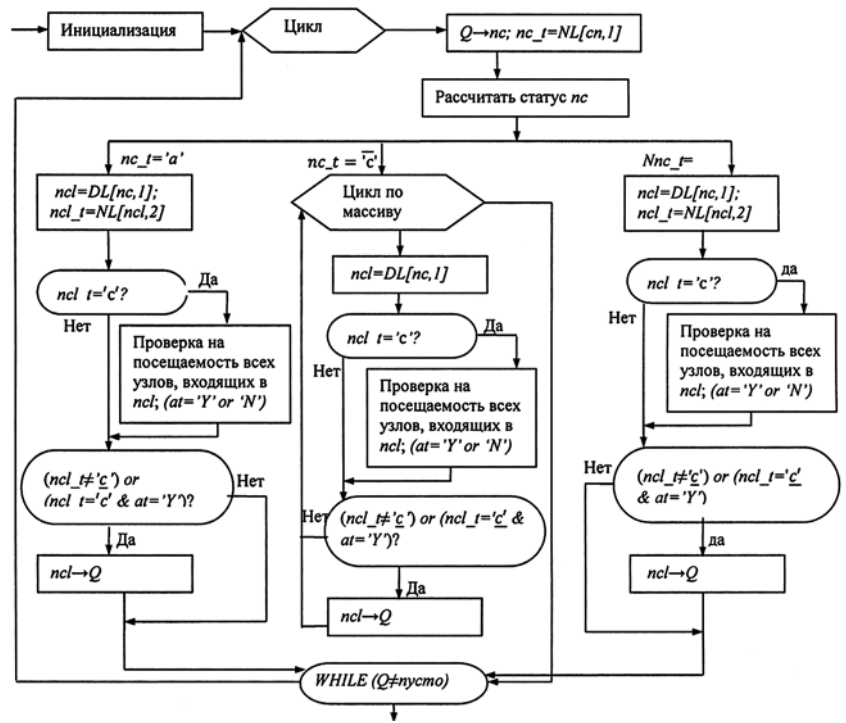 Инициализация
Цикл
Q→nc; nc_t=NL[cn,1]
Рассчитать статус nc
nc_t='a'
ncl=DL[nc,1];
ncl_t=NL[ncl,2]
ncl t='c'?
Да
Нет
Проверка на
посещаемость всех
узлов, входящих в
ncl; (at='Y' or 'N')
(ncl_t≠'c') or
(ncl t='c' & at='Y')?
Нет
Да
ncl→Q
nc_t = 'c̅'
Цикл по
массиву
ncl=DL[nc,1]
ncl t='c'?
Да
Нет
Проверка на
посещаемость всех
узлов, входящих в
ncl; (at='Y' or 'N')
Нет
(ncl_t≠'c') or (ncl_t='c' &
at='Y')?
Да
ncl→Q
Nnc_t=
ncl=DL[nc,1];
ncl_t=NL[ncl,2]
ncl t='c'?
да
Нет
Проверка на
посещаемость всех
узлов, входящих в
ncl; (at='Y' or 'N')
Нет
(ncl_t≠'c') or (ncl_t='c'
& at='Y')
да
ncl→Q
WHILE (Q≠пусто)